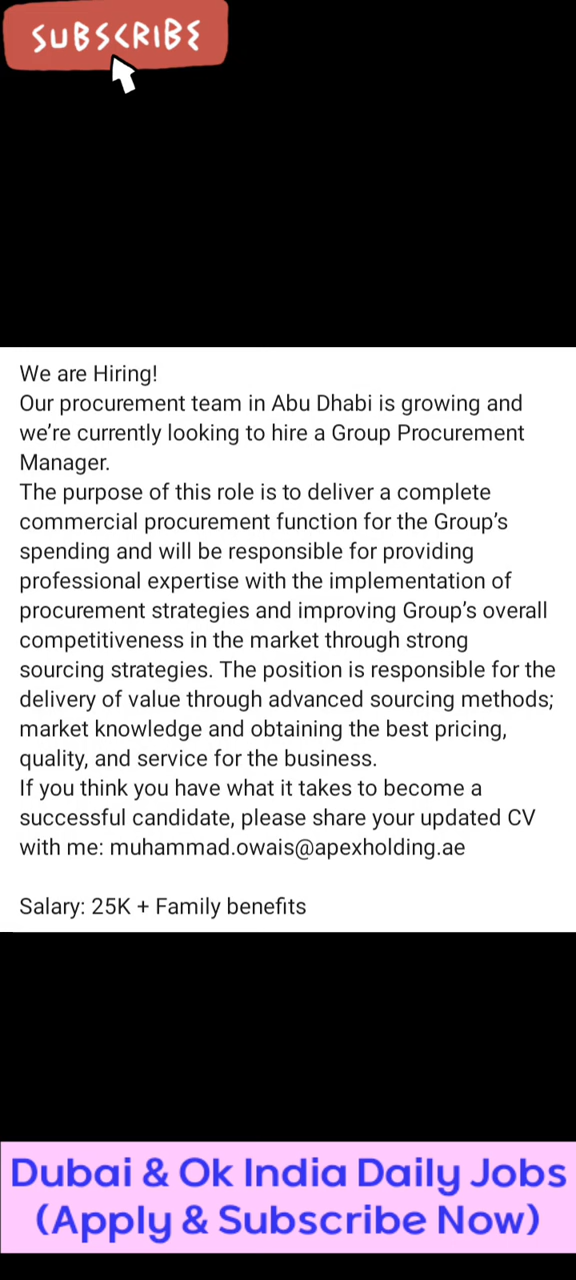 SUBSCRIBE
We are Hiring!
Our procurement team in Abu Dhabi is growing and
we're currently looking to hire a Group Procurement
Manager.
The purpose of this role is to deliver a complete
commercial procurement function for the Group's
spending and will be responsible for providing
professional expertise with the implementation of
procurement strategies and improving Group's overall
competitiveness in the market through strong
sourcing strategies. The position is responsible for the
delivery of value through advanced sourcing methods;
market knowledge and obtaining the best pricing,
quality, and service for the business.
If you think you have what it takes to become a
successful candidate, please share your updated CV
with me: muhammad.owais@apexholding.ae
Salary: 25K + Family benefits
Dubai & Ok India Daily Jobs
(Apply & Subscribe Now)